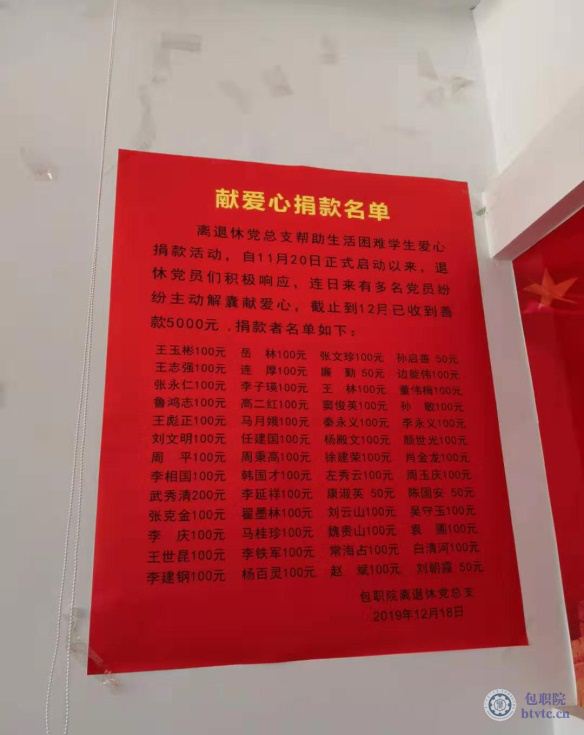 献爱心捐款名单
离退休党总支帮助生活困难学生爱心
捐款活动，自11月20日正式启动以来，退
休党员们积极响应，连日来有多名党员纷
纷主动解囊献爱心，截止到12月已收到善
款5000元．捐款者名单如下：
王玉彬100元 岳 林100元 张文珍100元 孙启善 50元
王志强100元 连 厚100元 廉 勤 50元 边能伟100元
张永仁100元 李子瑛100元 王 林100元 董伟梅100元
鲁鸿志100元 高二红100元 窦俊英100元 孙 敏100元
王彪正100元 马月娥100元 秦永义100元 李永义100元
刘文明100元 任建国100元 杨殿文100元 颜世光100元
周 平100元 周秉高100元 徐建荣100元 肖金龙100元
李相国100元 韩国才100元 左秀云100元 周玉庆100元
武秀清200元 李延祥100元 康淑英 50元 陈国安 50元
张克金100元 翟墨林100元 刘云山100元 吴守玉100元
李 庆100元 马桂珍100元 魏贵山100元 袁 圃100元
王世昆100元 李铁军100元 常海占100元 白清河100元
李建钢100元 杨百灵100元 赵 斌100元 刘朝霞 50元
包职院离退休党总支
2019年12月18日
包职院
btvtc.cn